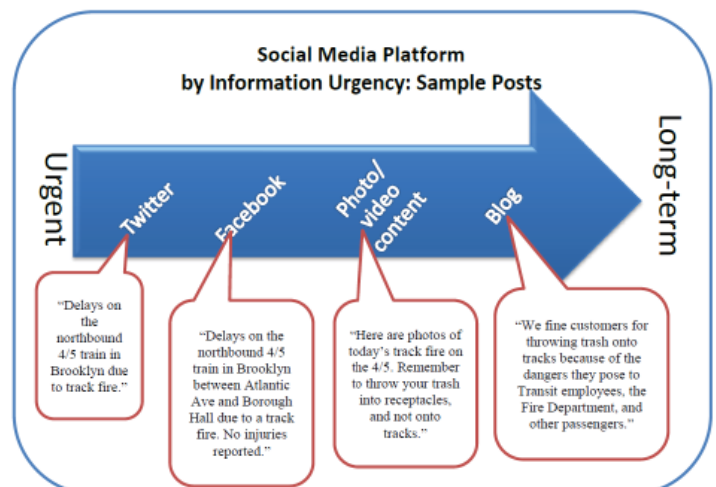 Social Media Platform
by Information Urgency: Sample Posts
Urgent
Long-term
Twitter
Facebook
Photo/
video
content
Blog
“Delays on
the
northbound
4/5 train in
Brooklyn due
to track fire.”
“Delays on the
northbound 4/5
train in Brooklyn
between Atlantic
Ave and Borough
Hall due to a track
fire. No injuries
reported.”
“Here are photos of
today’s track fire on
the 4/5. Remember
to throw your trash
into receptacles,
and not onto
tracks.”
“We fine customers for
throwing trash onto
tracks because of the
dangers they pose to
Transit employees, the
Fire Department, and
other passengers.”